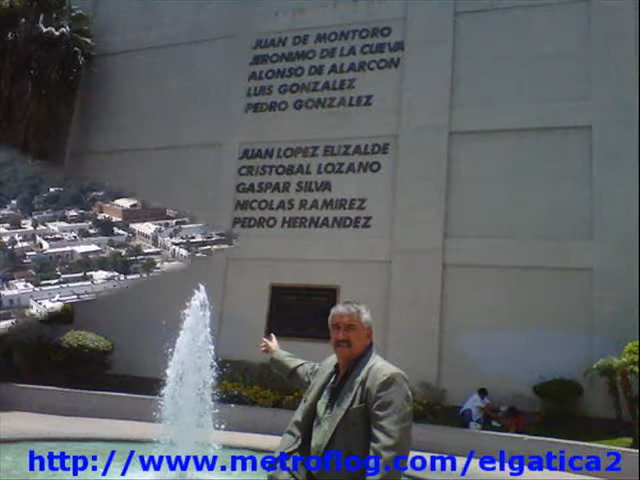 JUAN DE MONTORO
JERONIMO DE LA CUEVA
ALONSO DE ALARCON
LUIS GONZALEZ
PEDRO GONZALEZ
JUAN LOPEZ ELIZALDE
CRISTOBAL LOZANO
GASPAR SILVA
NICOLAS RAMIREZ
PEDRO HERNANDEZ
http://www.metroflog.com/elgatica2